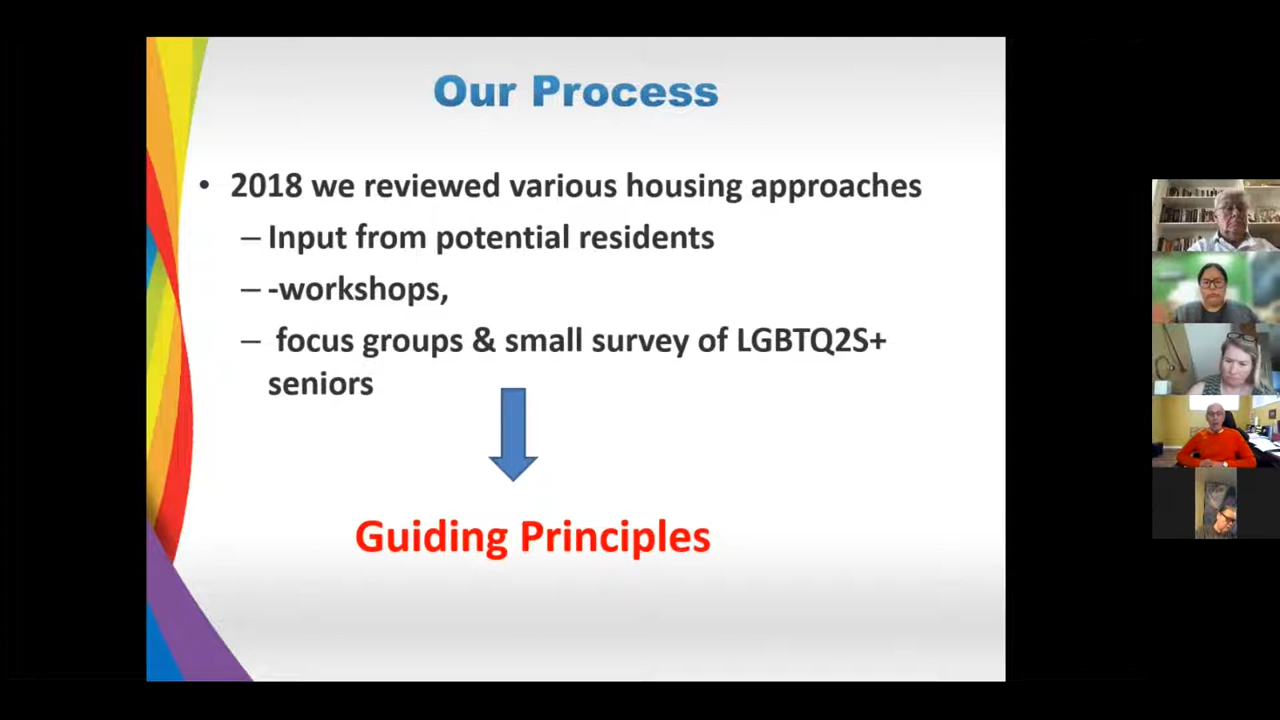 Our Process
• 2018 we reviewed various housing approaches
– Input from potential residents
– -workshops,
– focus groups & small survey of LGBTQ2S+
seniors
Guiding Principles